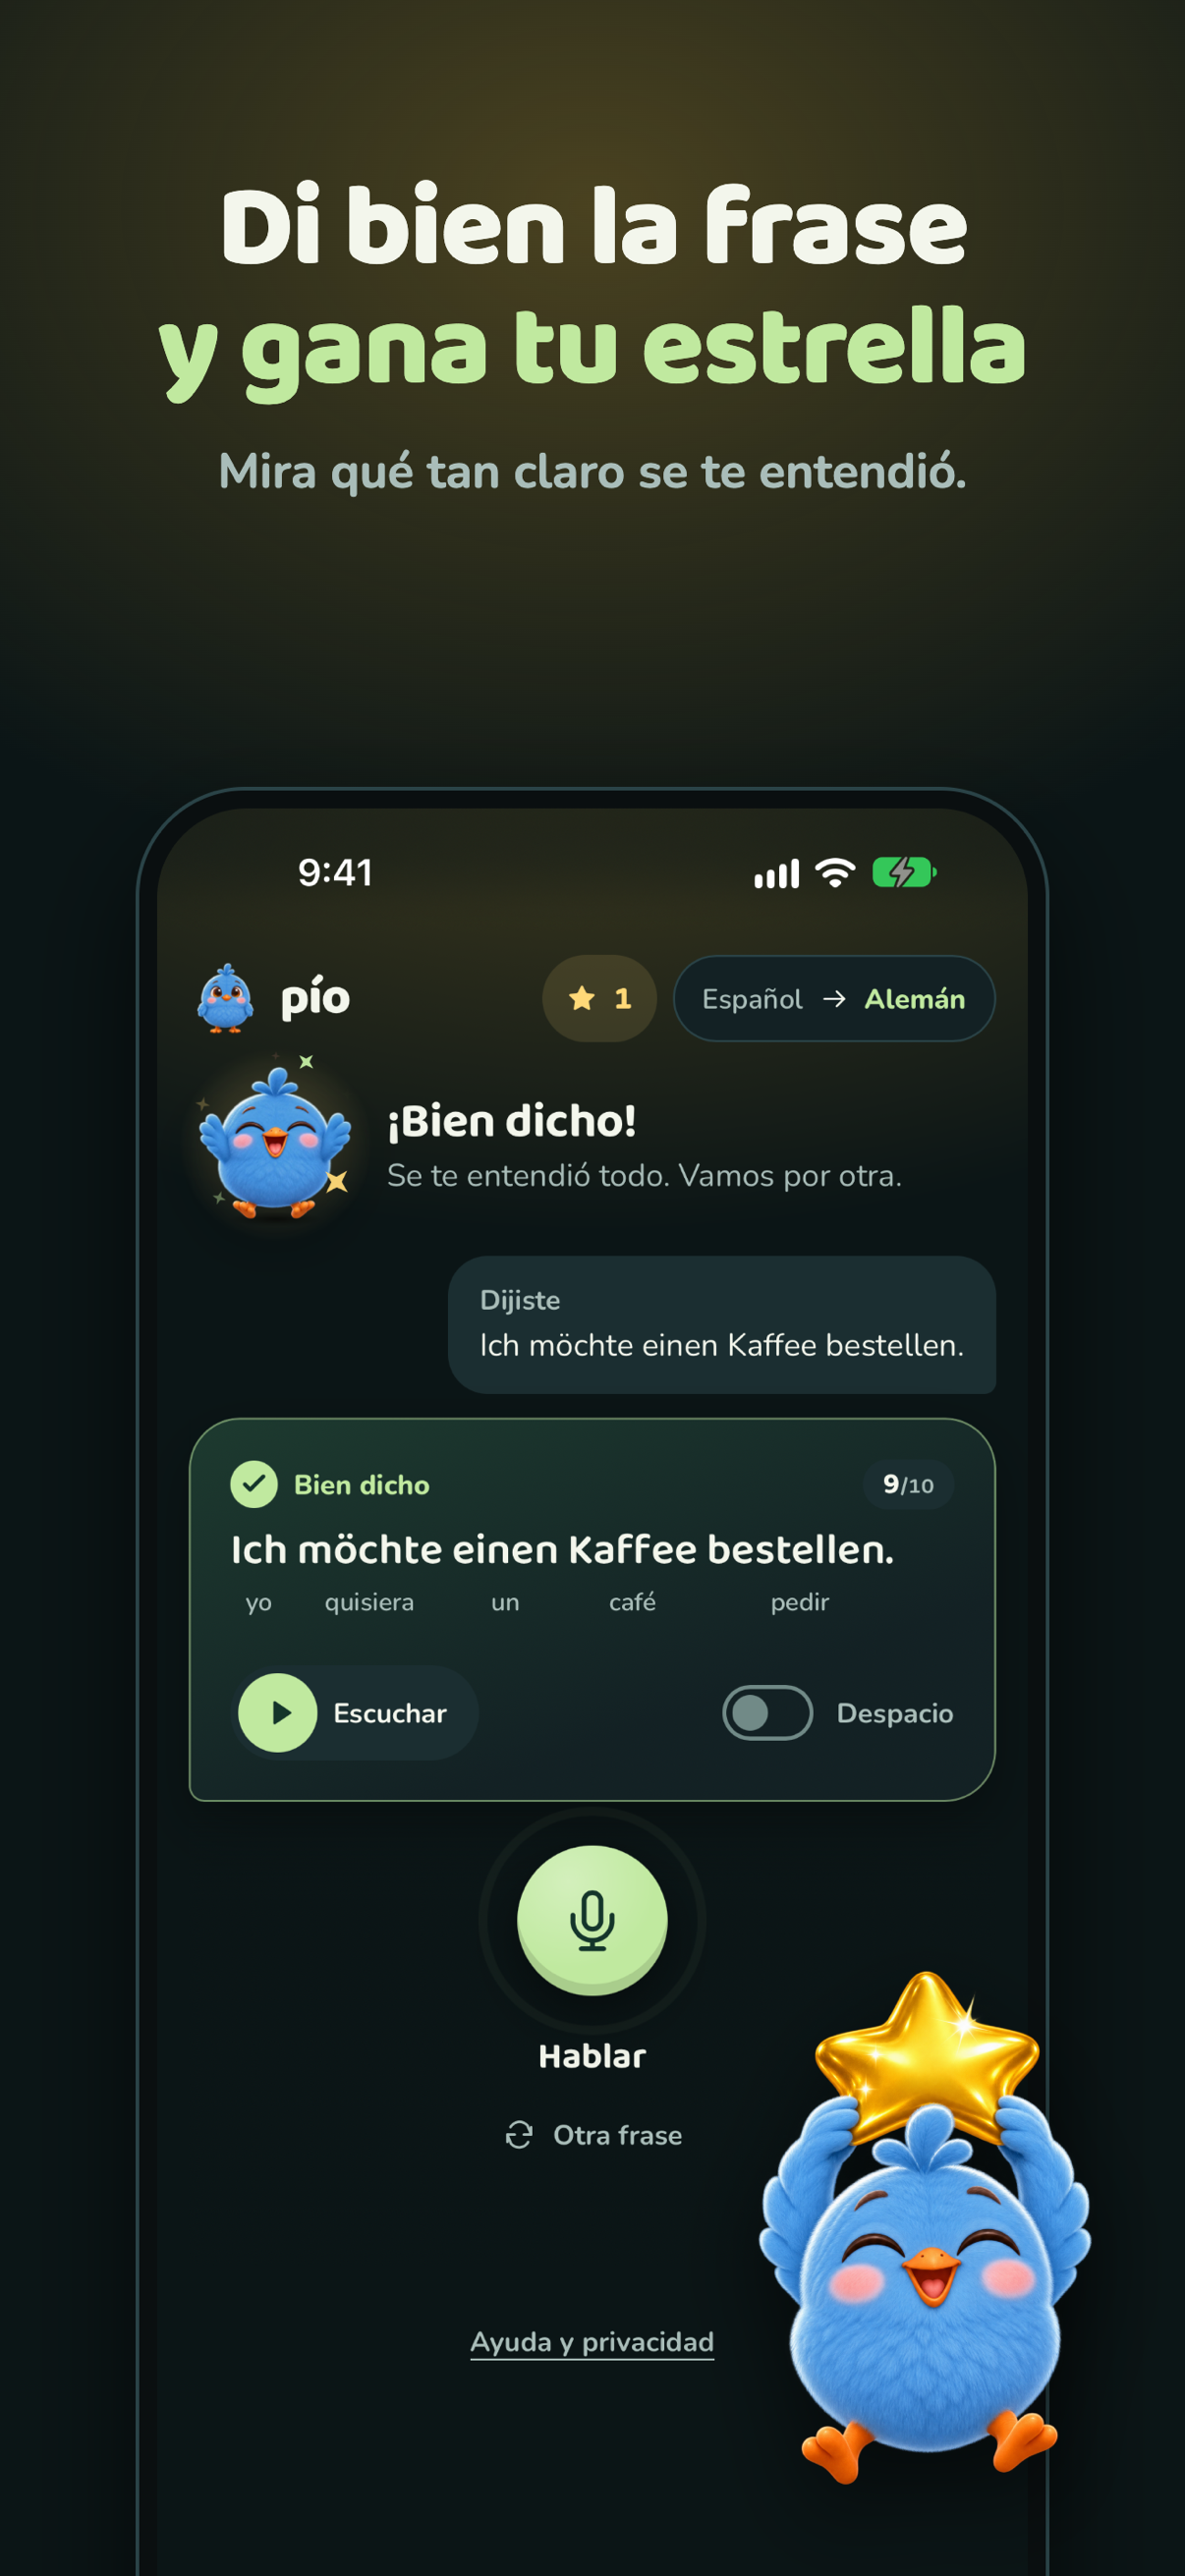 Di bien la frase
y gana tu estrella
Mira qué tan claro se te entendió.
9:41
pío
1
Español → Alemán
¡Bien dicho!
Se te entendió todo. Vamos por otra.
Dijiste
Ich möchte einen Kaffee bestellen.
Bien dicho
9/10
Ich möchte einen Kaffee bestellen.
yo quisiera un café pedir
Escuchar
Despacio
Hablar
Otra frase
Ayuda y privacidad